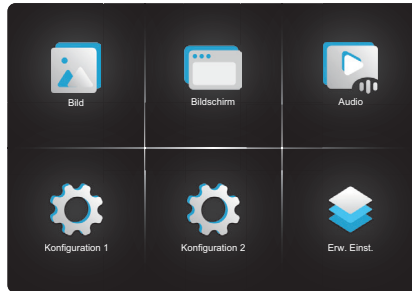 Bild
Bildschirm
Audio
Konfiguration 1
Konfiguration 2
Erw. Einst.